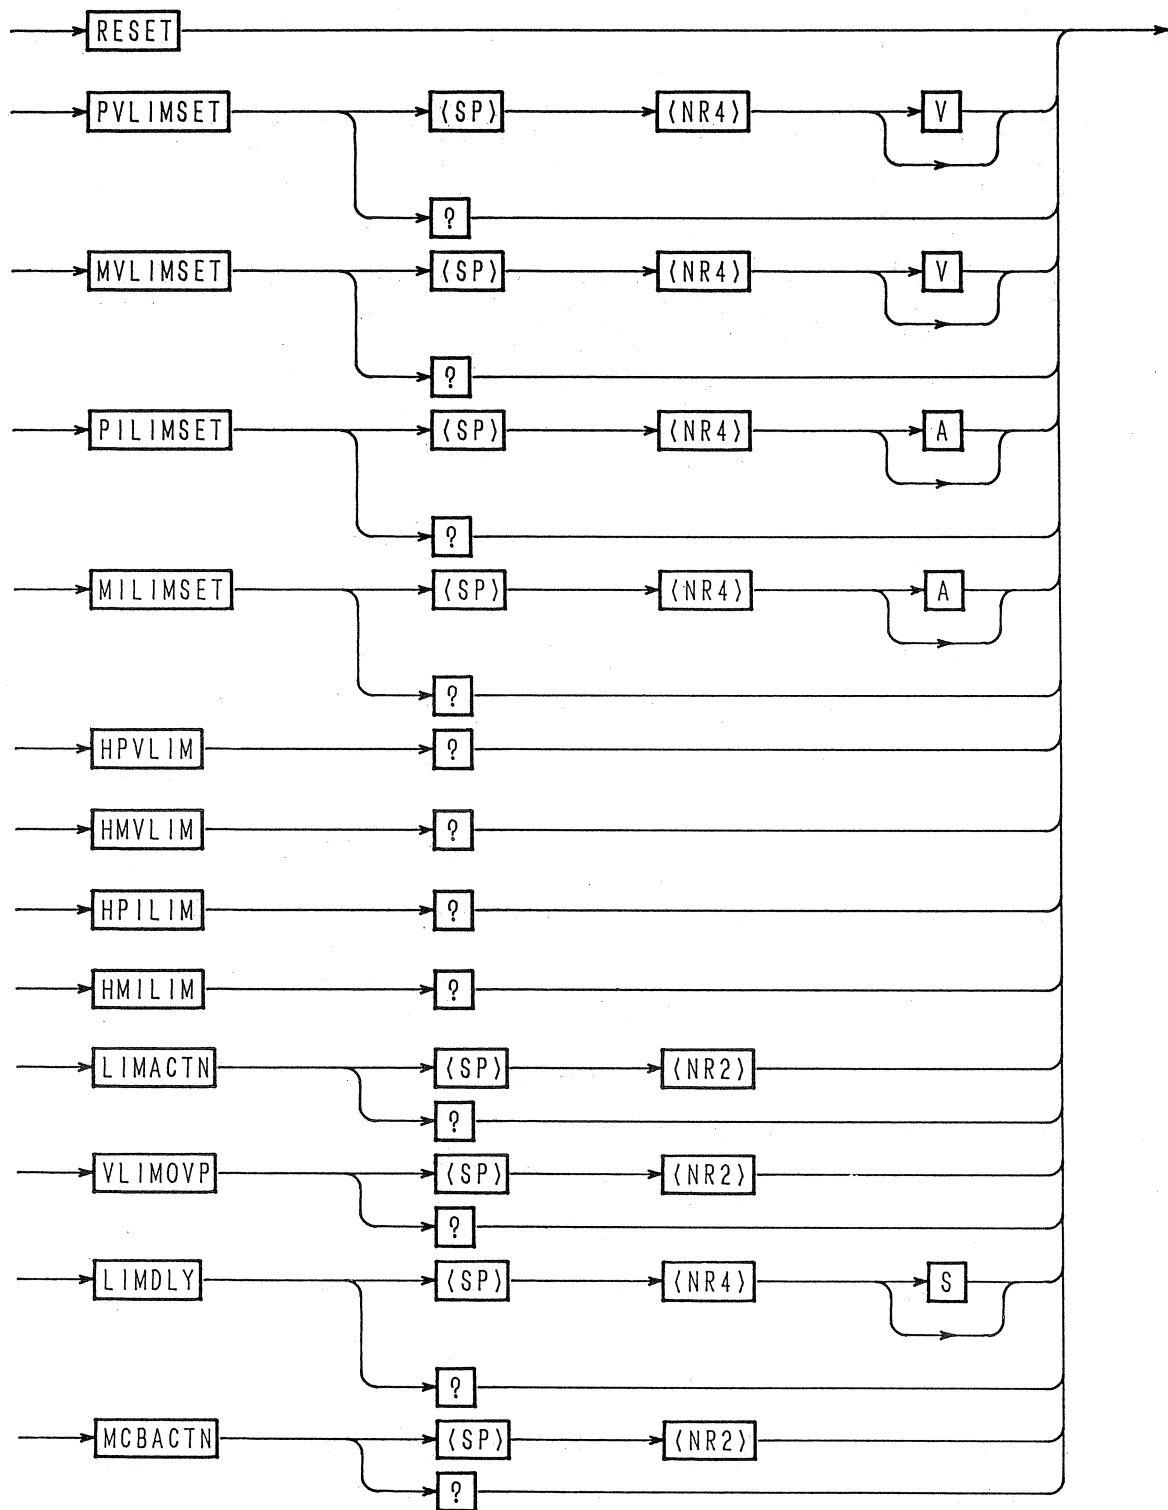 RESET
PVLIMSET ⟨SP⟩ ⟨NR4⟩ V
?
MVLIMSET ⟨SP⟩ ⟨NR4⟩ V
?
PILIMSET ⟨SP⟩ ⟨NR4⟩ A
?
MILIMSET ⟨SP⟩ ⟨NR4⟩ A
?
HPVLIM ?
HMVLIM ?
HPILIM ?
HMILIM ?
LIMACTN ⟨SP⟩ ⟨NR2⟩
?
VLIMOVP ⟨SP⟩ ⟨NR2⟩
?
LIMDLY ⟨SP⟩ ⟨NR4⟩ S
?
MCBACTN ⟨SP⟩ ⟨NR2⟩
?